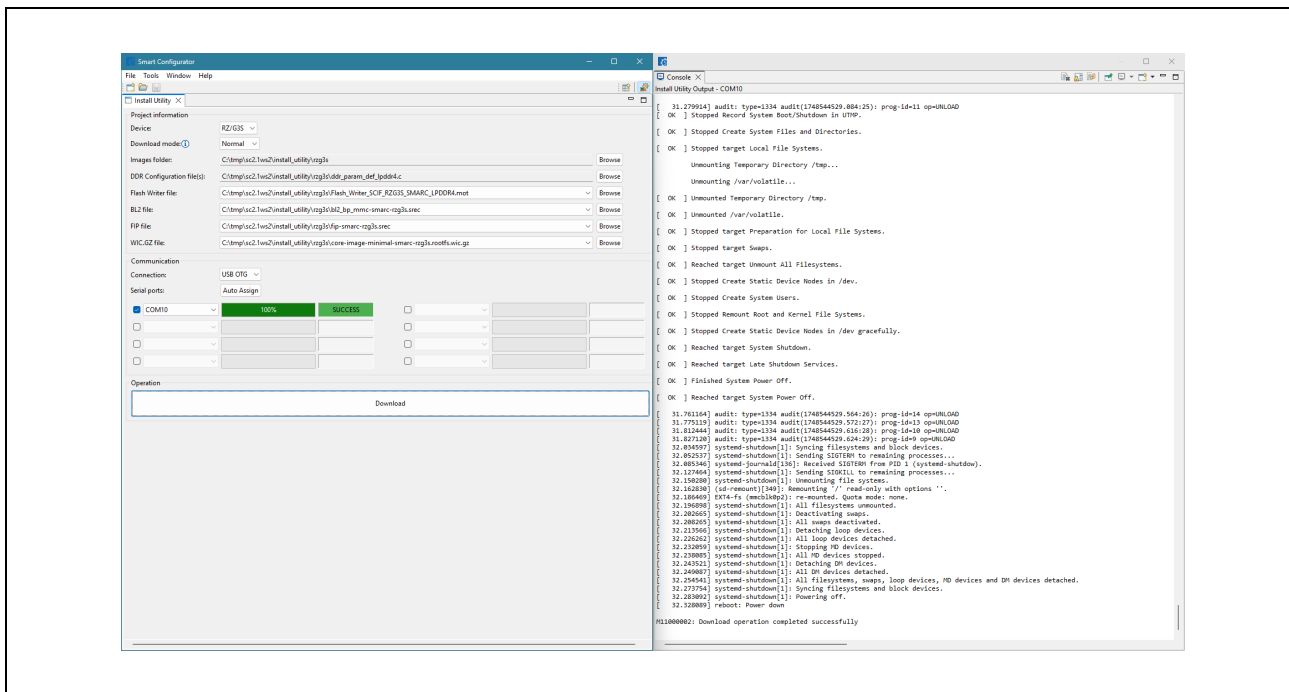 Smart Configurator
File Tools Window Help
Install Utility
Project information
Device: RZ/G3S
Download mode: Normal
Images folder: C:\tmp\sc2.1ws2\install_utility\rzg3s Browse
DDR Configuration file(s): C:\tmp\sc2.1ws2\install_utility\rzg3s\ddr_param_def_lpddr4.c Browse
Flash Writer file: C:\tmp\sc2.1ws2\install_utility\rzg3s\Flash_Writer_SCIF_RZG3S_SMARC_LPDDR4.mot Browse
BL2 file: C:\tmp\sc2.1ws2\install_utility\rzg3s\bl2_bp_mmc-smarc-rzg3s.srec Browse
FIP file: C:\tmp\sc2.1ws2\install_utility\rzg3s\fip-smarc-rzg3s.srec Browse
WIC.GZ file: C:\tmp\sc2.1ws2\install_utility\rzg3s\core-image-minimal-smarc-rzg3s.rootfs.wic.gz Browse
Communication
Connection: USB OTG
Serial ports: Auto Assign
COM10 100% SUCCESS
Operation
Download
Console
Install Utility Output - COM10
[ 31.279914] audit: type=1334 audit(1748544529.084:25): prog-id=11 op=UNLOAD
[ OK ] Stopped Record System Boot/Shutdown in UTMP.
[ OK ] Stopped Create System Files and Directories.
[ OK ] Stopped target Local File Systems.
Unmounting Temporary Directory /tmp...
Unmounting /var/volatile...
[ OK ] Unmounted Temporary Directory /tmp.
[ OK ] Unmounted /var/volatile.
[ OK ] Stopped target Preparation for Local File Systems.
[ OK ] Stopped target Swaps.
[ OK ] Reached target Unmount All Filesystems.
[ OK ] Stopped Create Static Device Nodes in /dev.
[ OK ] Stopped Create System Users.
[ OK ] Stopped Remount Root and Kernel File Systems.
[ OK ] Stopped Create Static Device Nodes in /dev gracefully.
[ OK ] Reached target System Shutdown.
[ OK ] Reached target Late Shutdown Services.
[ OK ] Finished System Power Off.
[ OK ] Reached target System Power Off.
[ 31.761164] audit: type=1334 audit(1748544529.564:26): prog-id=14 op=UNLOAD
[ 31.775119] audit: type=1334 audit(1748544529.572:27): prog-id=13 op=UNLOAD
[ 31.812444] audit: type=1334 audit(1748544529.616:28): prog-id=10 op=UNLOAD
[ 31.827120] audit: type=1334 audit(1748544529.624:29): prog-id=9 op=UNLOAD
[ 32.034597] systemd-shutdown[1]: Syncing filesystems and block devices.
[ 32.052537] systemd-shutdown[1]: Sending SIGTERM to remaining processes...
[ 32.085346] systemd-journald[136]: Received SIGTERM from PID 1 (systemd-shutdow).
[ 32.127464] systemd-shutdown[1]: Sending SIGKILL to remaining processes...
[ 32.150280] systemd-shutdown[1]: Unmounting file systems.
[ 32.162830] (sd-remount)[349]: Remounting '/' read-only with options ''.
[ 32.186469] EXT4-fs (mmcblk0p2): re-mounted. Quota mode: none.
[ 32.196898] systemd-shutdown[1]: All filesystems unmounted.
[ 32.202665] systemd-shutdown[1]: Deactivating swaps.
[ 32.208265] systemd-shutdown[1]: All swaps deactivated.
[ 32.213566] systemd-shutdown[1]: Detaching loop devices.
[ 32.226262] systemd-shutdown[1]: All loop devices detached.
[ 32.232059] systemd-shutdown[1]: Stopping MD devices.
[ 32.238085] systemd-shutdown[1]: All MD devices stopped.
[ 32.243521] systemd-shutdown[1]: Detaching DM devices.
[ 32.249087] systemd-shutdown[1]: All DM devices detached.
[ 32.254541] systemd-shutdown[1]: All filesystems, swaps, loop devices, MD devices and DM devices detached.
[ 32.273754] systemd-shutdown[1]: Syncing filesystems and block devices.
[ 32.283092] systemd-shutdown[1]: Powering off.
[ 32.328089] reboot: Power down
M11000002: Download operation completed successfully